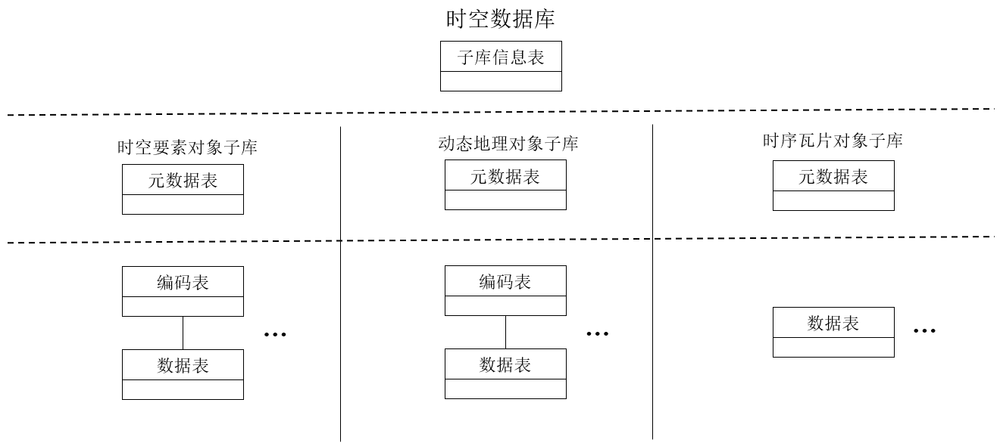 时空数据库
子库信息表
时空要素对象子库
动态地理对象子库
时序瓦片对象子库
元数据表
元数据表
元数据表
编码表
编码表
数据表
...
...
...
数据表
数据表